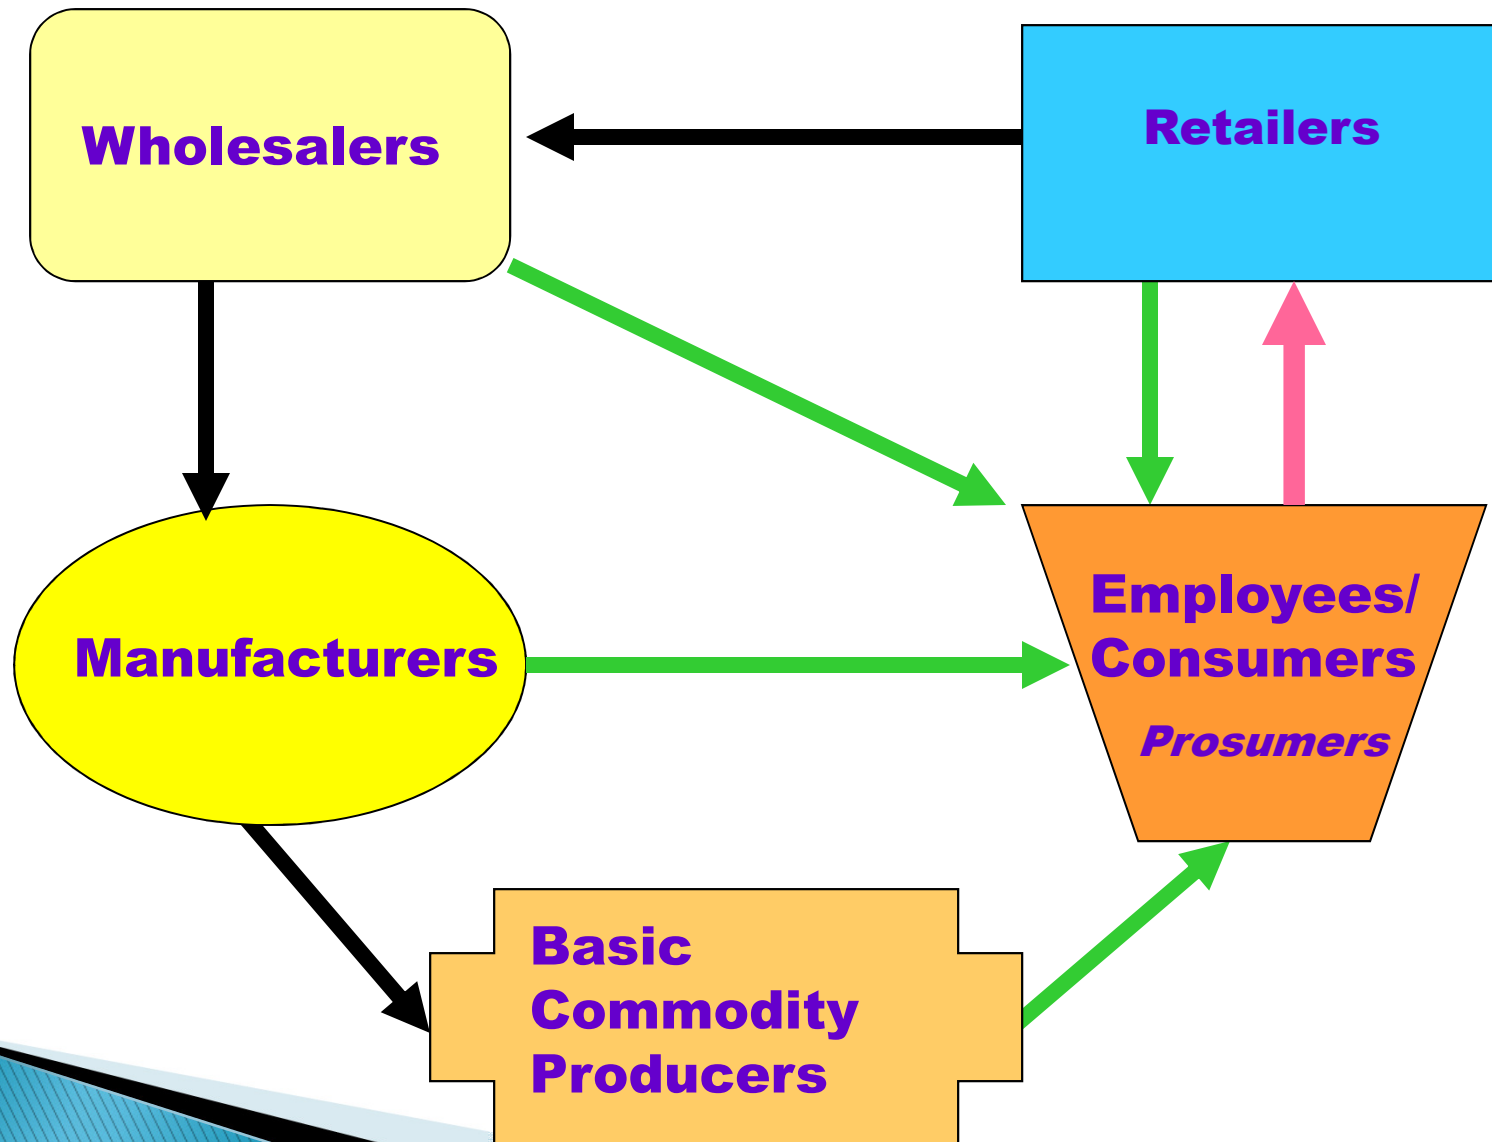 Wholesalers
Retailers
Manufacturers
Employees/
Consumers
Prosumers
Basic
Commodity
Producers